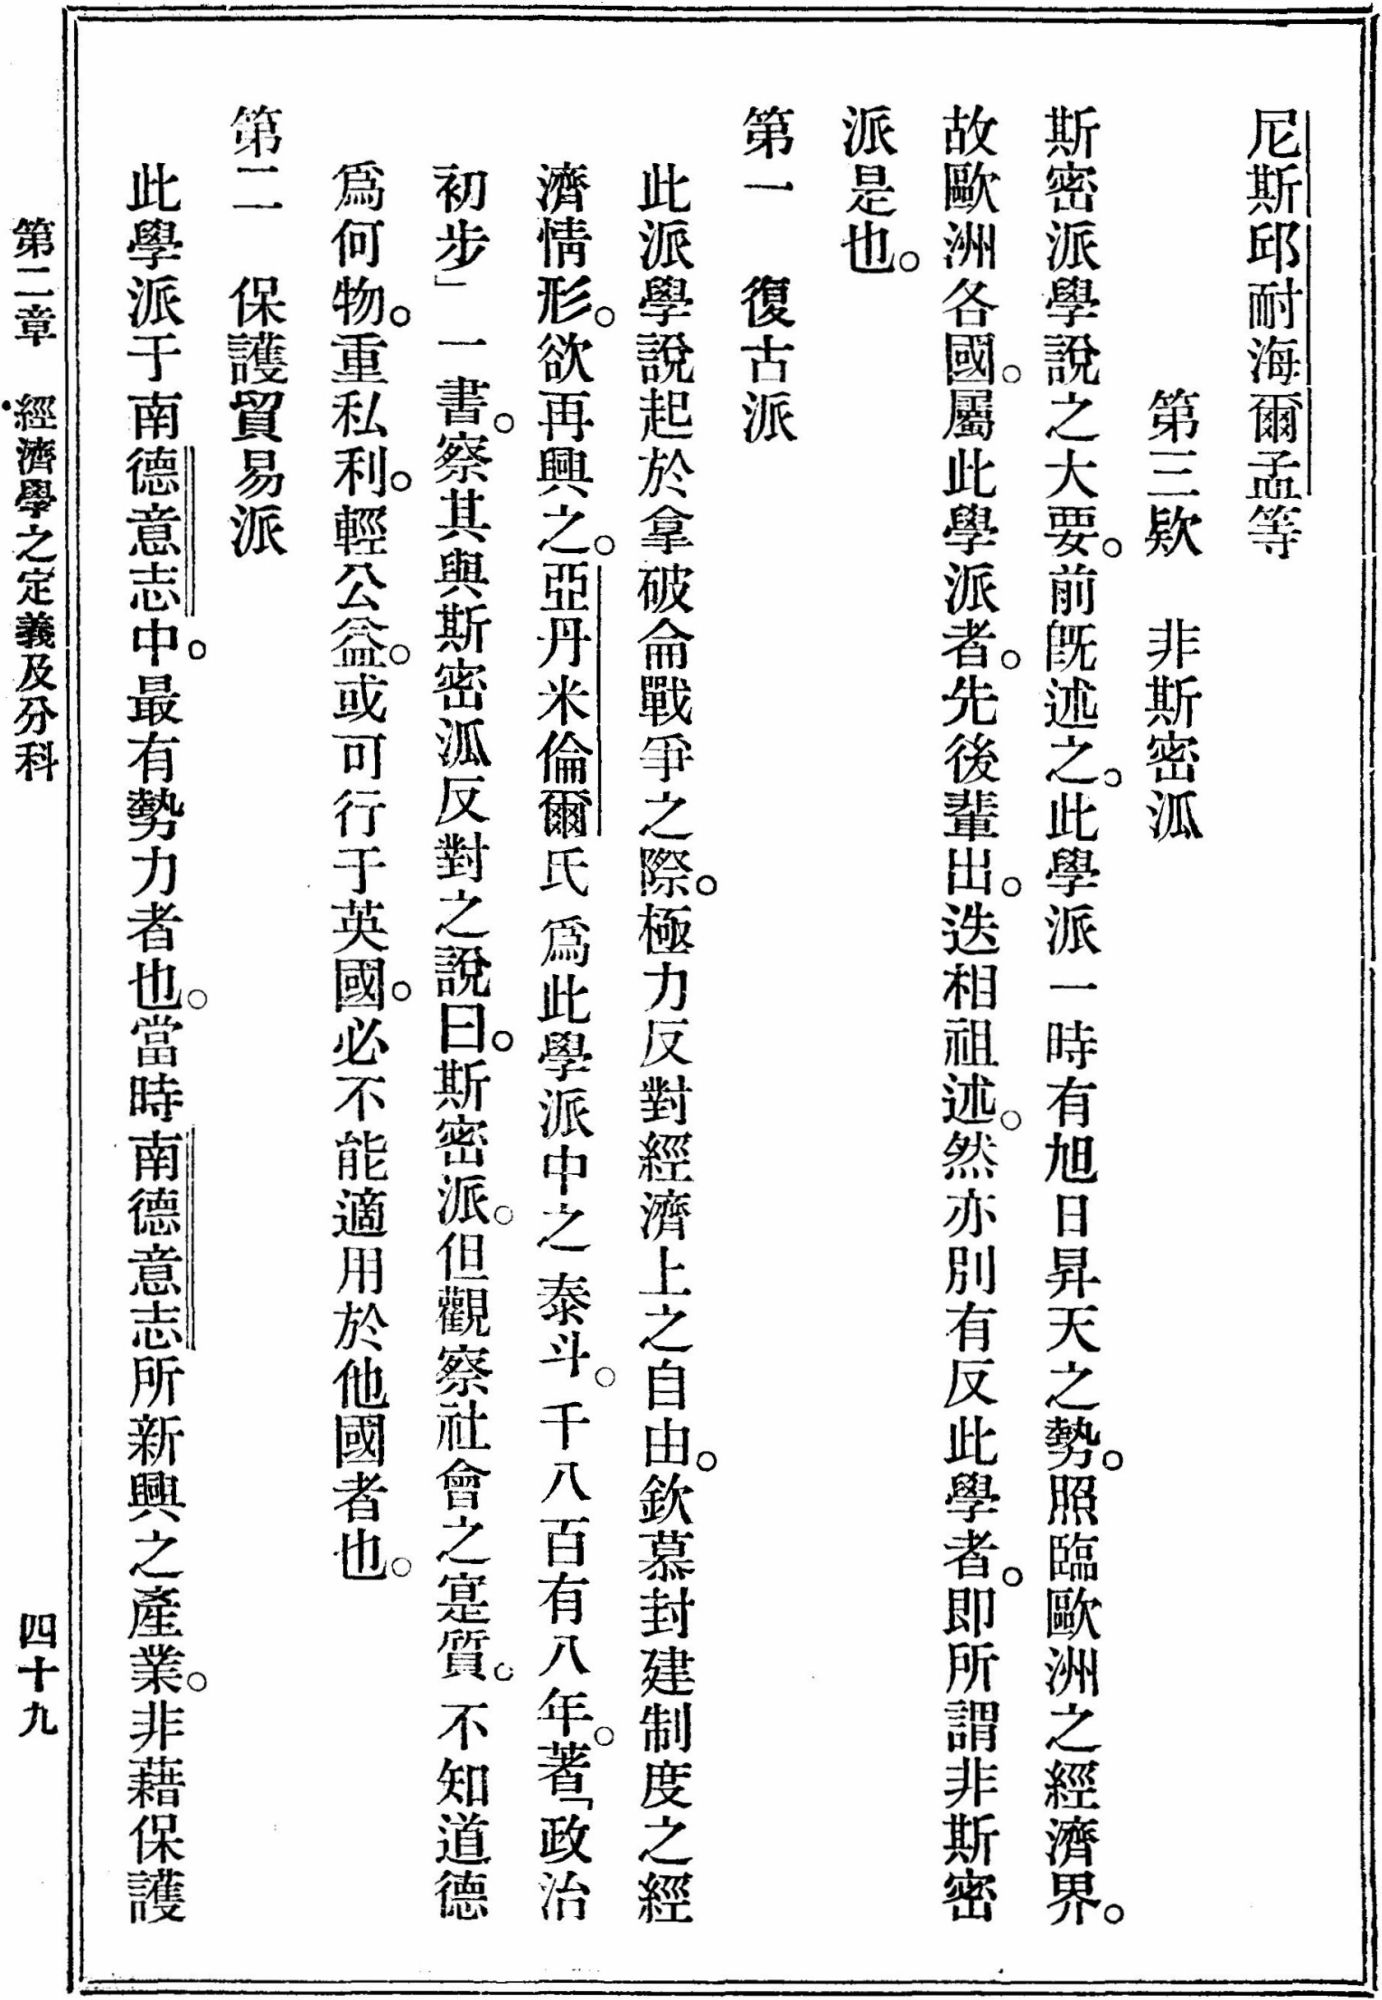 尼斯邱耐海爾孟等
第三欵　非斯密派
斯密派學說之大要。前既述之。此學派一時有旭日昇天之勢。照臨歐洲之經濟界。
故歐洲各國。屬此學派者。先後輩出。迭相祖述。然亦別有反此學者。即所謂非斯密
派是也。
第一　復古派
此派學說起於拿破侖戰爭之際。極力反對經濟上之自由。欽慕封建制度之經
濟情形。欲再興之。亞丹米倫爾氏爲此學派中之泰斗。千八百有八年。著「政治
初步」一書。察其與斯密派反對之說曰。斯密派。但觀察社會之寔質。不知道德
爲何物。重私利。輕公益。或可行于英國。必不能適用於他國者也。
第二　保護貿易派
此學派于南德意志中。最有勢力者也。當時南德意志所新興之產業。非藉保護
第二章　經濟學之定義及分科　四十九